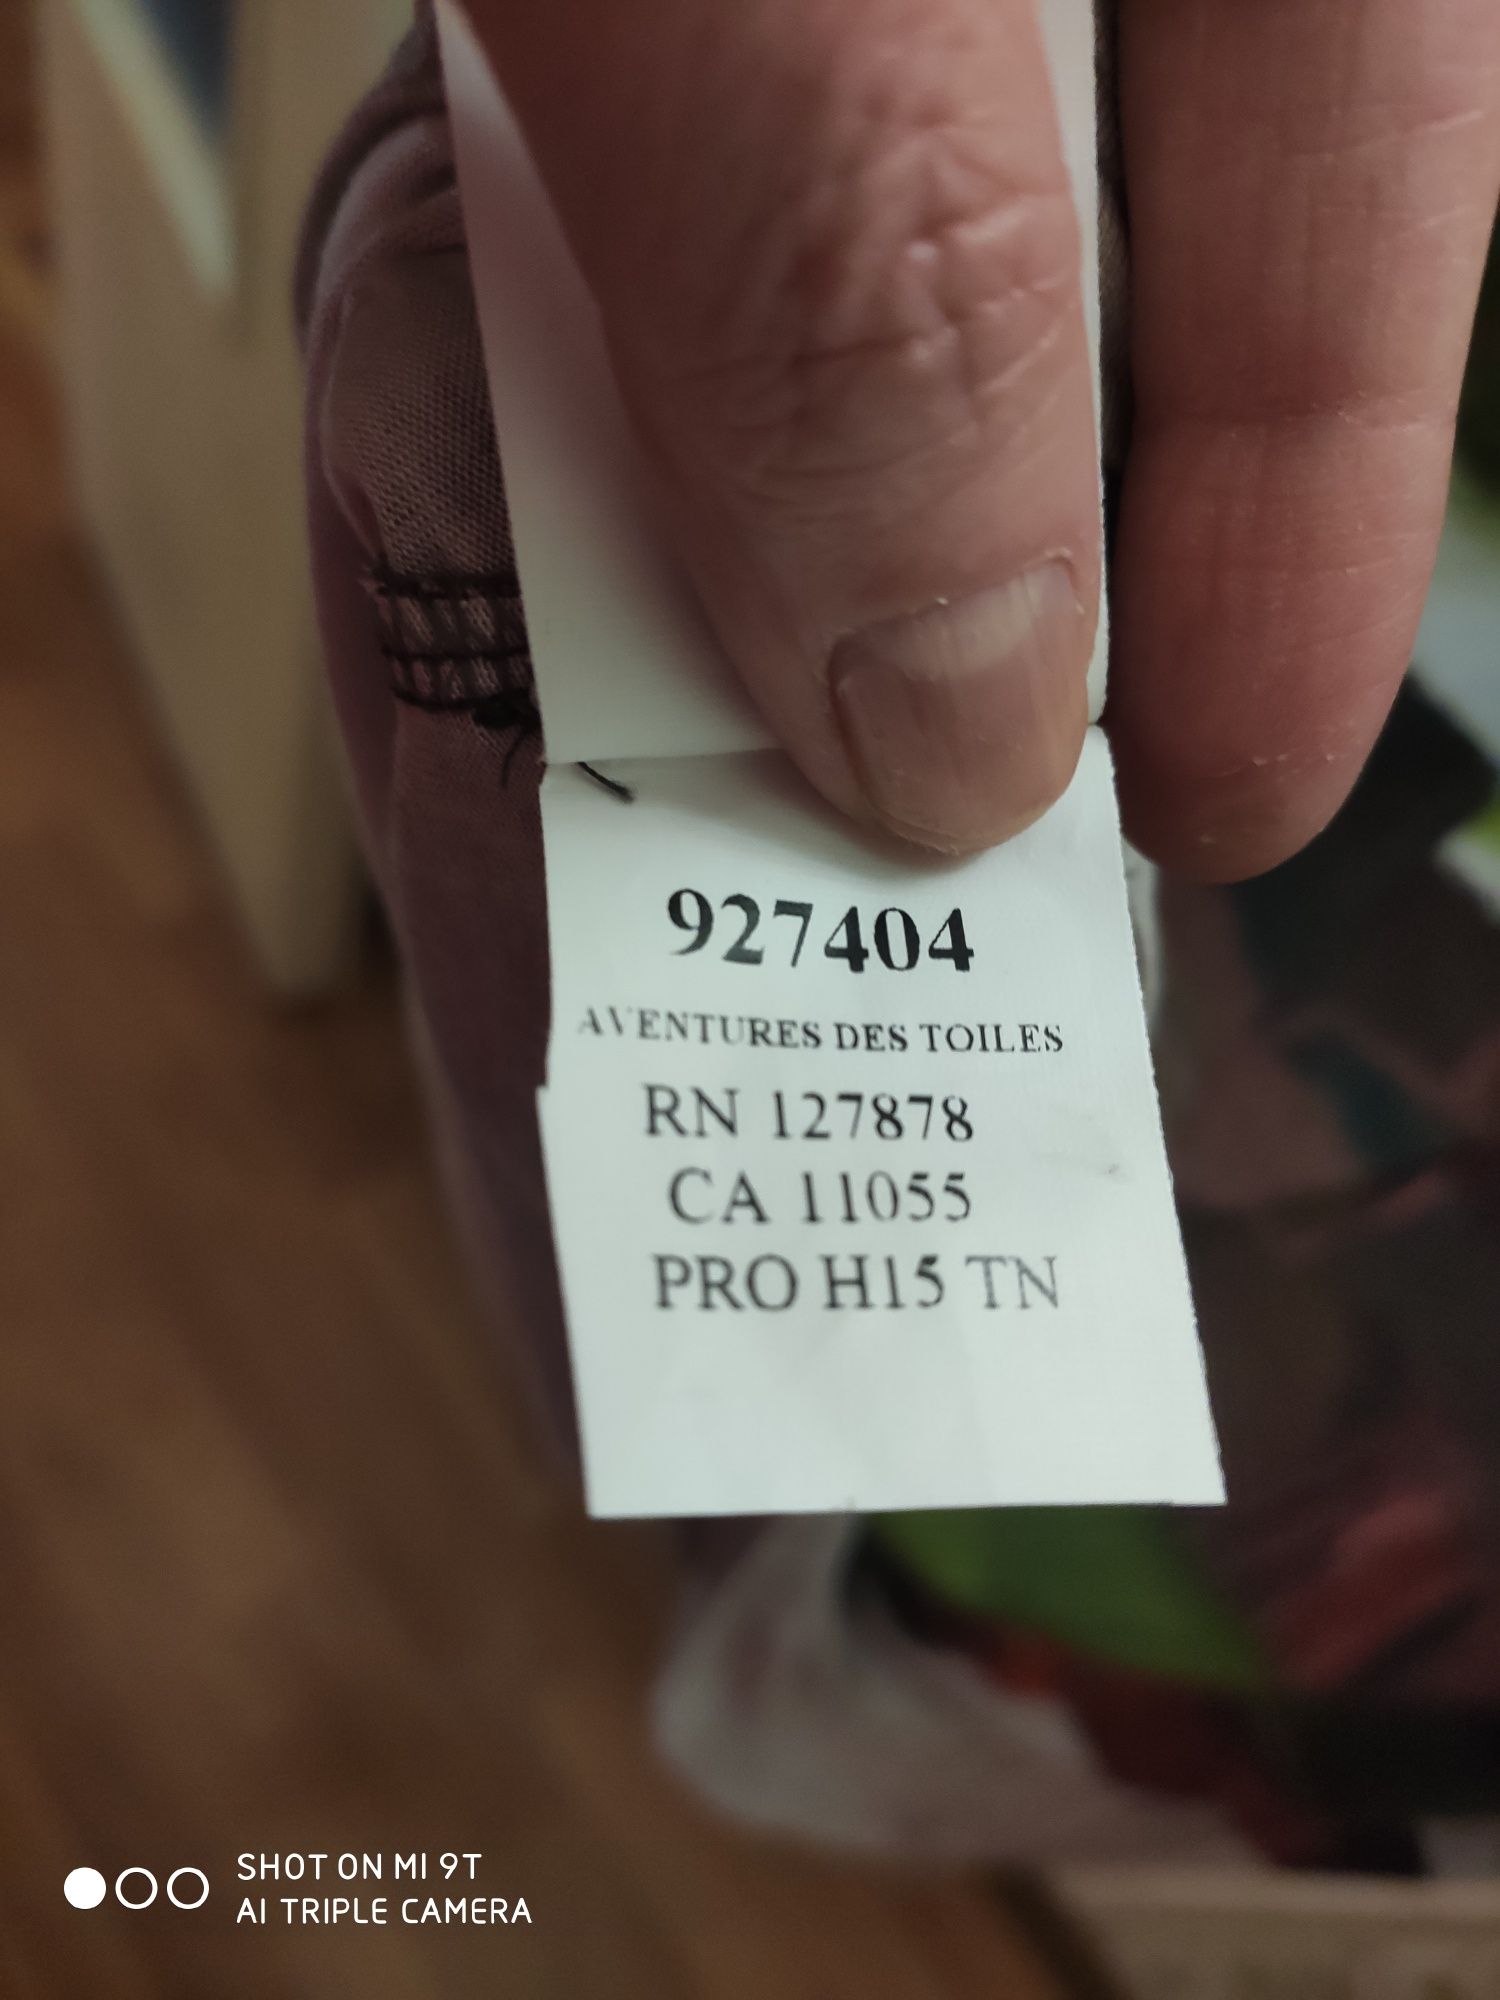 927404
AVENTURES DES TOILES
RN 127878
CA 11055
PRO H15 TN
SHOT ON MI 9T
AI TRIPLE CAMERA